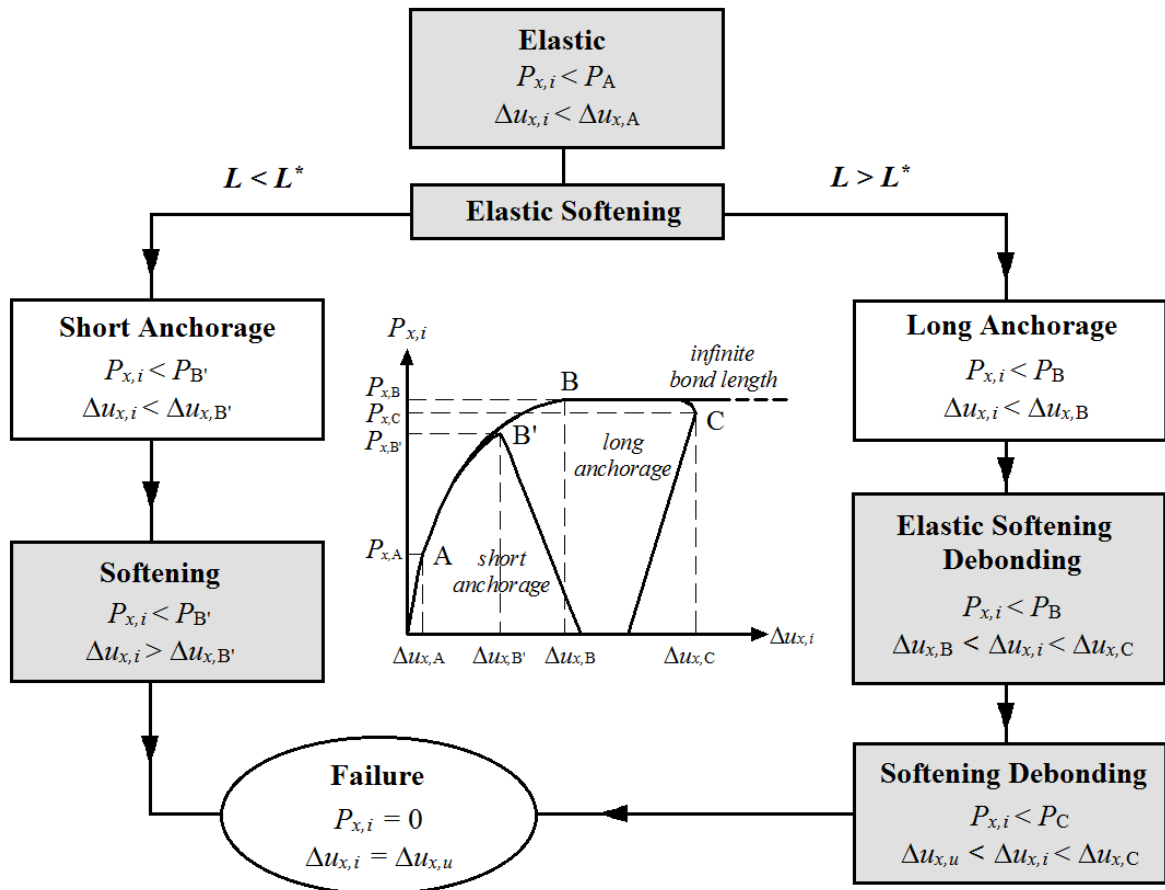 Elastic
Px,i < PA
Δux,i < Δux,A
L < L*
L > L*
Elastic Softening
Short Anchorage
Px,i < PB'
Δux,i < Δux,B'
Long Anchorage
Px,i < PB
Δux,i < Δux,B
Px,i
infinite
bond length
Px,B
B
Px,C
C
Px,B'
B'
long
anchorage
Px,A
A
short
anchorage
Δux,i
Δux,A
Δux,B'
Δux,B
Δux,C
Softening
Px,i < PB'
Δux,i > Δux,B'
Elastic Softening
Debonding
Px,i < PB
Δux,B < Δux,i < Δux,C
Failure
Px,i = 0
Δux,i = Δux,u
Softening Debonding
Px,i < PC
Δux,u < Δux,i < Δux,C